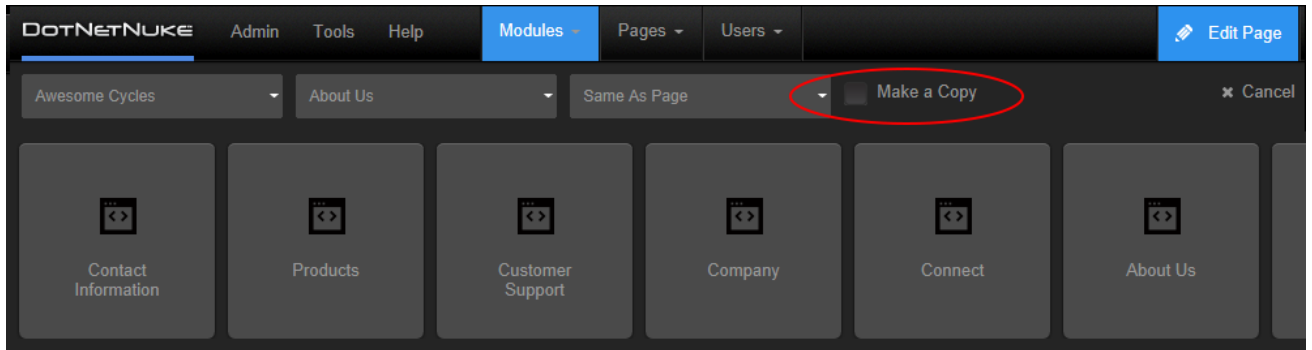 DOTNETNUKE Admin Tools Help Modules Pages Users Edit Page
Awesome Cycles About Us Same As Page Make a Copy Cancel
Contact
Information
Products
Customer
Support
Company
Connect
About Us